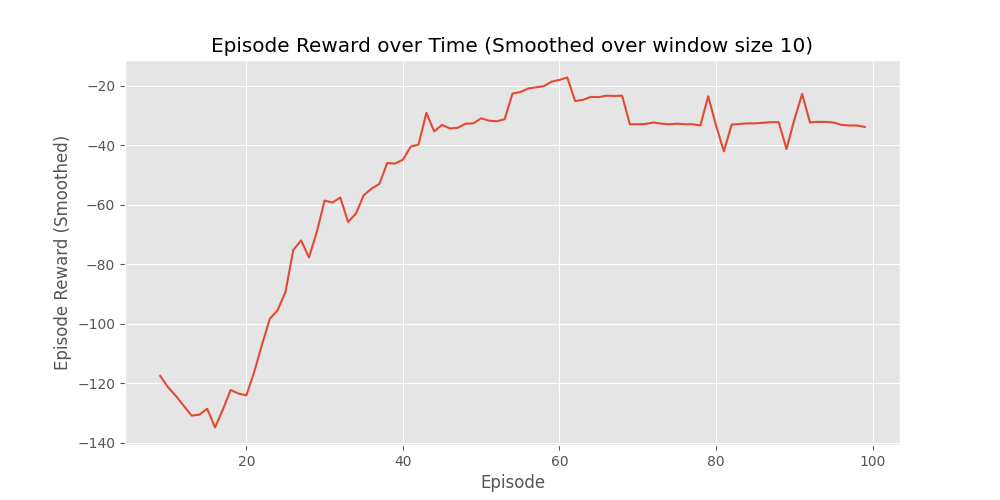 Episode Reward over Time (Smoothed over window size 10)
Episode Reward (Smoothed)
−20
−40
−60
−80
−100
−120
−140
20 40 60 80 100
Episode